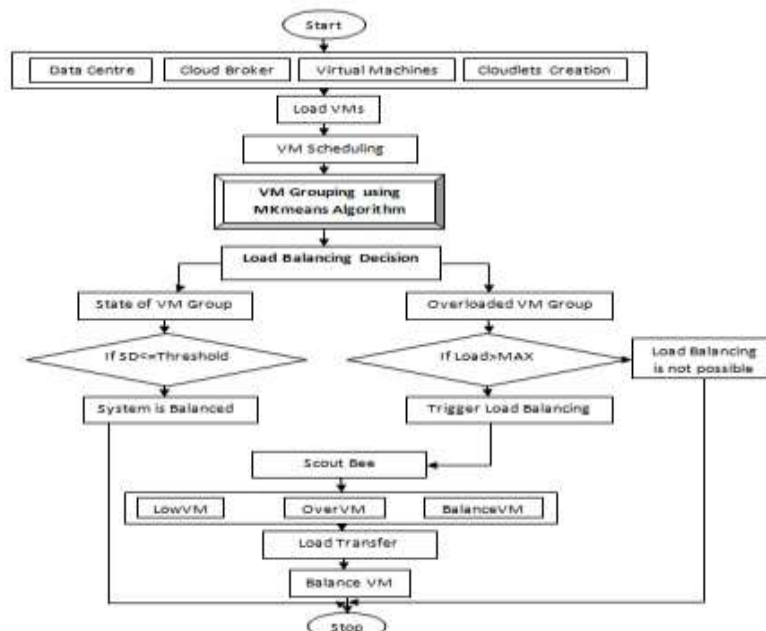 Start
Data Centre
Cloud Broker
Virtual Machines
Cloudlets Creation
Load VMs
VM Scheduling
VM Grouping using
MKmeans Algorithm
Load Balancing Decision
State of VM Group
Overloaded VM Group
If SD<=Threshold
If Load>MAX
Load Balancing
is not possible
System is Balanced
Trigger Load Balancing
Scout Bee
LowVM
OverVM
BalanceVM
Load Transfer
Balance VM
Stop